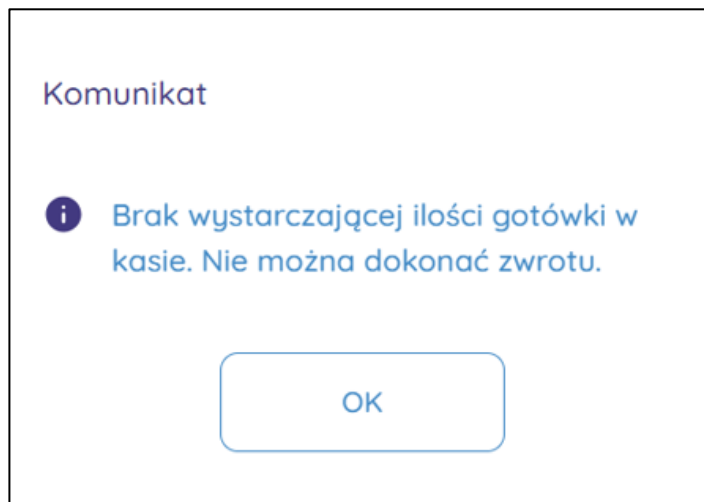 Komunikat
Brak wystarczającej ilości gotówki w
kasie. Nie można dokonać zwrotu.
OK